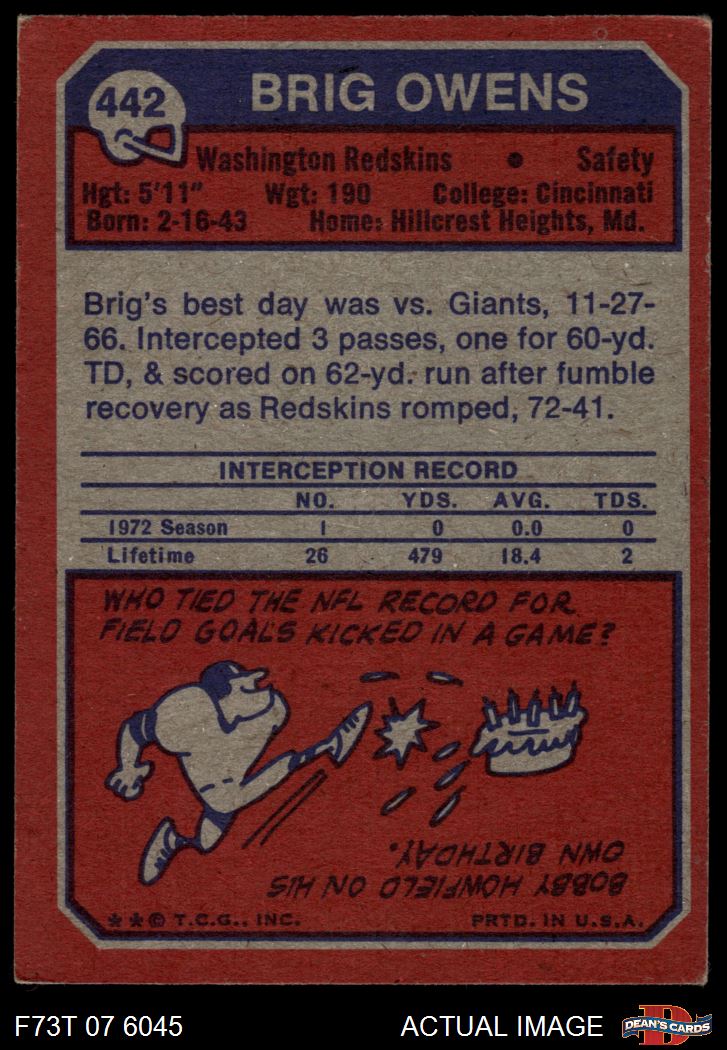 442
BRIG OWENS
Washington Redskins • Safety
Hgt: 5'11" Wgt: 190 College: Cincinnati
Born: 2-16-43 Home: Hillcrest Heights, Md.
Brig's best day was vs. Giants, 11-27-
66. Intercepted 3 passes, one for 60-yd.
TD, & scored on 62-yd. run after fumble
recovery as Redskins romped, 72-41.
INTERCEPTION RECORD
NO. YDS. AVG. TDS.
1972 Season 1 0 0.0 0
Lifetime 26 479 18.4 2
WHO TIED THE NFL RECORD FOR
FIELD GOALS KICKED IN A GAME?
BOBBY HOWFIELD ON HIS
OWN BIRTHDAY.
★★© T.C.G., INC. PRTD. IN U.S.A.
F73T 07 6045 ACTUAL IMAGE D DEAN'S CARDS